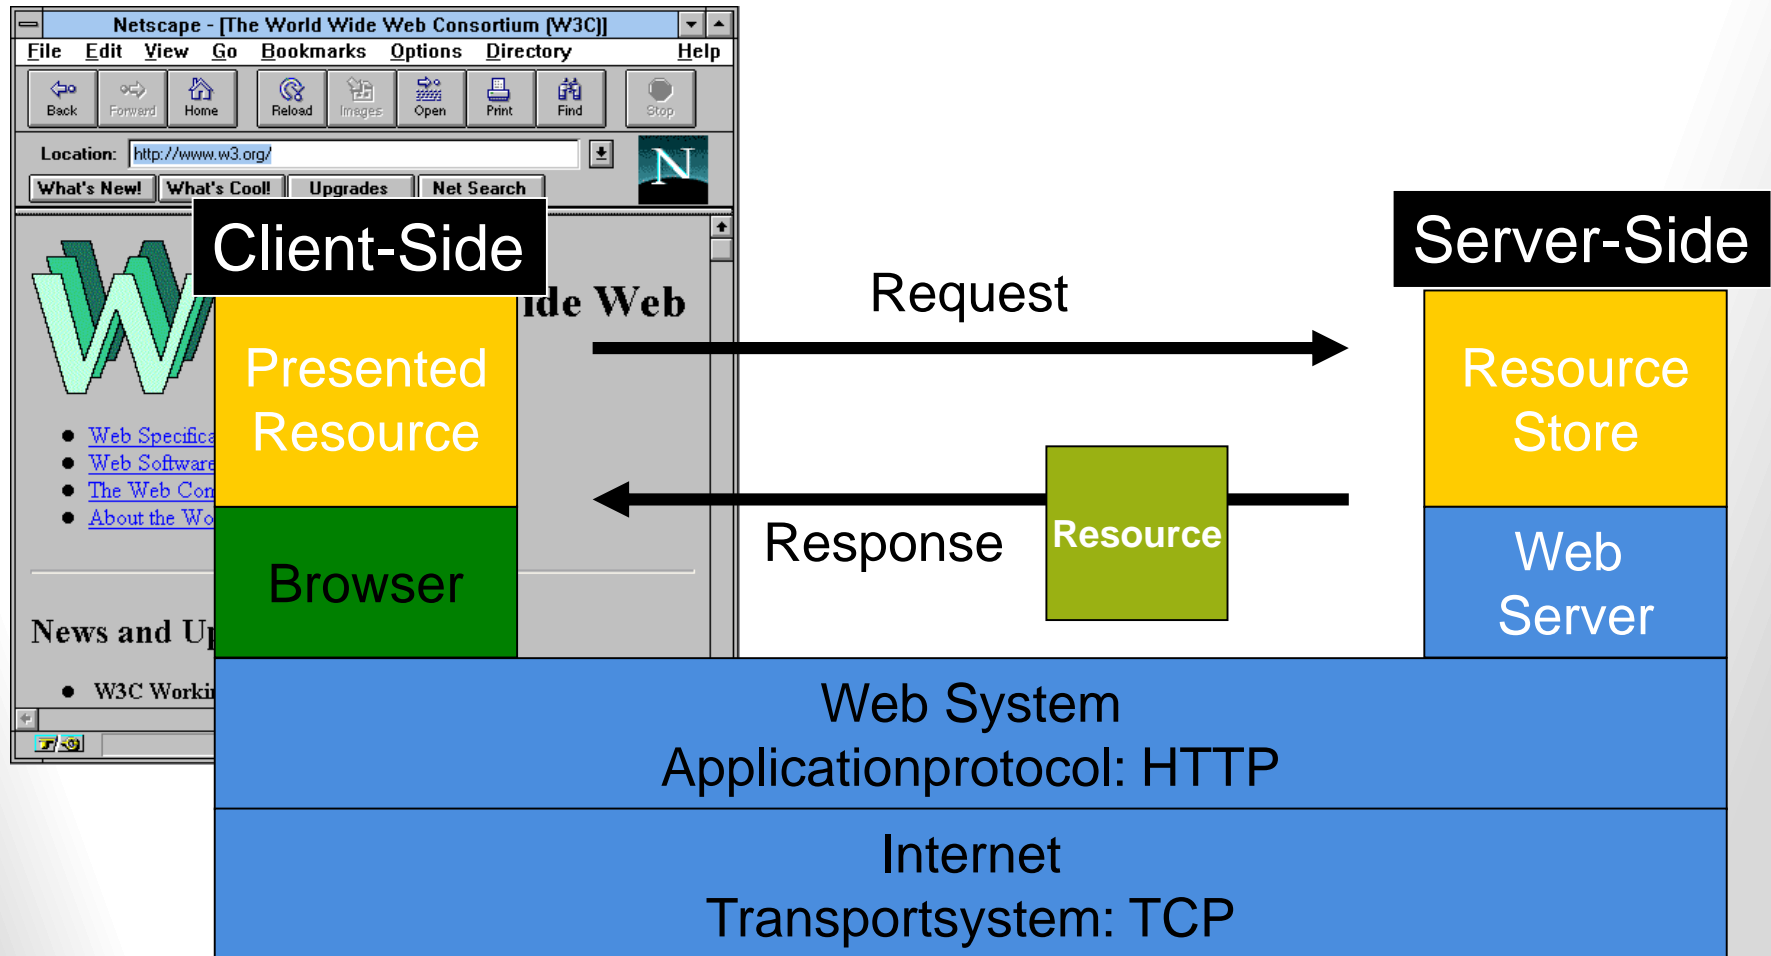 Netscape - [The World Wide Web Consortium (W3C)]
File Edit View Go Bookmarks Options Directory Help
Back Forward Home Reload Images Open Print Find Stop
Location: http://www.w3.org/
N
What's New! What's Cool! Upgrades Net Search
Client-Side
Server-Side
W
ide Web
Request
Presented
Resource
Resource
Store
Web Specifica
Web Software
The Web Con
About the Wo
Response
Resource
Browser
Web
Server
News and Up
W3C Workin
Web System
Applicationprotocol: HTTP
Internet
Transportsystem: TCP